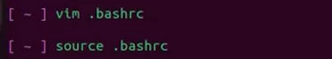 [ ~ ] vim .bashrc
[ ~ ] source .bashrc